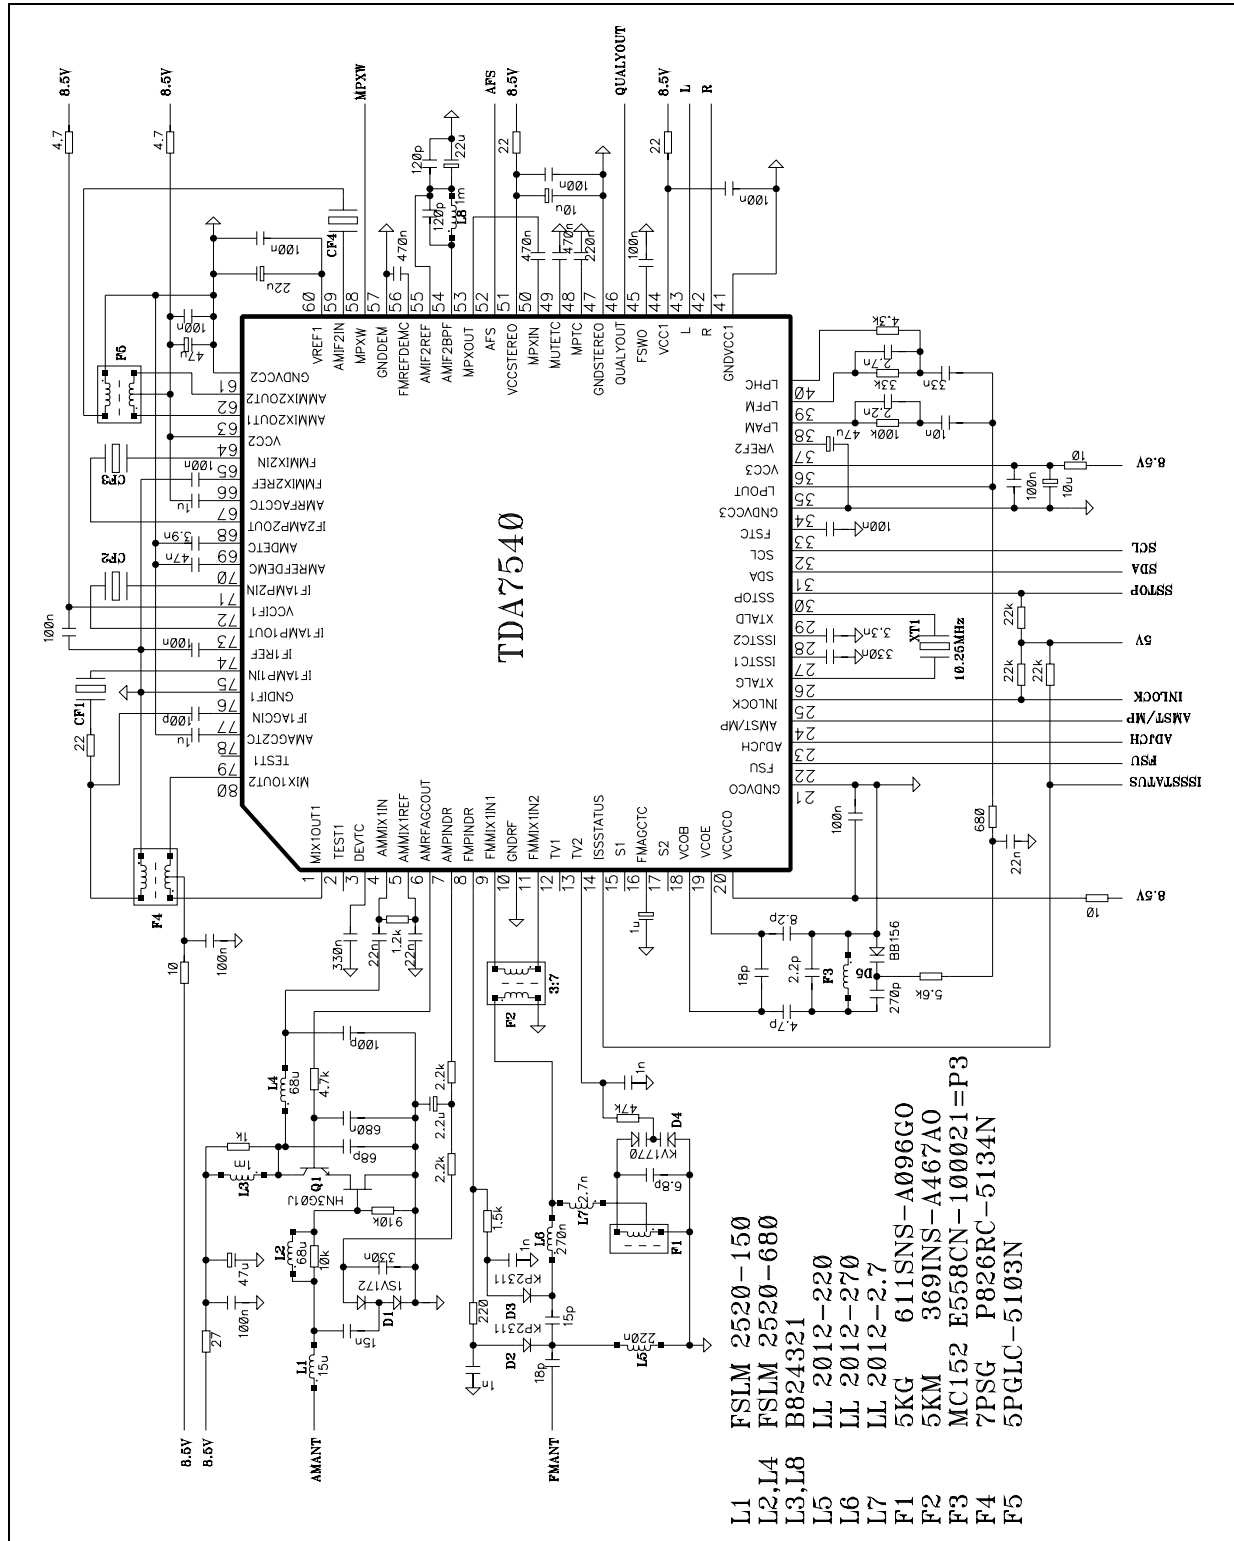 8.5V
8.5V
MPXW
AFS
8.5V
QUALYOUT
8.5V
L
R
4.7
4.7
120p
22u
120p
L8
1m
22
100n
10u
22
100n
CF4
100n
22u
470n
470n
470n
220n
100n
100n
47u
F5
60
59
58
57
56
55
54
53
52
51
50
49
48
47
46
45
44
43
42
41
VREF1
AMIF2IN
MPXW
GNDDEM
FMREFDEMC
AMIF2REF
AMIF2BPF
MPXOUT
AFS
VCCSTEREO
MPXIN
MUTETC
MPTC
GNDSTEREO
QUALYOUT
FSWO
VCC1
L
R
GNDVCC1
61
62
63
64
65
66
67
68
69
70
71
72
73
74
75
76
77
78
79
80
GNDVCC2
AMMIX2OUT2
AMMIX2OUT1
VCC2
FMMIX2IN
FMMIX2REF
AMRFAGCTC
IF2AMP2OUT
AMDETC
AMREFDEMC
IF1AMP2IN
VCCIF1
IF1AMP1OUT
IF1REF
IF1AMP1IN
GNDIF1
IF1AGCIN
AMAGC2TC
TEST1
MIX1OUT2
CF3
100n
1u
3.9n
47n
CF2
100n
100n
CF1
22
100p
1u
TDA7540
LPHC
LPFM
LPAM
VREF2
VCC3
LPOUT
GNDVCC3
FSTC
SCL
SDA
SSTOP
XTALD
ISSTC2
ISSTC1
XTALG
INLOCK
AMST/MP
ADJCH
FSU
GNDVCO
40
39
38
37
36
35
34
33
32
31
30
29
28
27
26
25
24
23
22
21
4.3k
2.7n
33k
33n
2.2n
100k
10n
47u
10
100n
10u
100n
3.3n
330n
XT1
10.25MHz
22k
22k
22k
8.5V
SCL
SDA
SSTOP
5V
INLOCK
AMST/MP
ADJCH
FSU
ISSSTATUS
8.5V
100n
680
22n
10
MIX1OUT1
TEST1
DEVTC
AMMIX1IN
AMMIX1REF
AMRFAGCOUT
AMPINDR
FMPINDR
FMMIX1IN1
GNDRF
FMMIX1IN2
TV1
TV2
ISSSTATUS
S1
FMAGCTC
S2
VCOB
VCOE
VCCVCO
1
2
3
4
5
6
7
8
9
10
11
12
13
14
15
16
17
18
19
20
F4
10
100n
330n
22n
1.2k
22n
F2
3:7
1u
18p
8.2p
2.2p
4.7p
F3
D5
BB156
270p
5.6k
L4
68u
4.7k
100p
1k
1m
L3
680n
68p
2.2u
2.2k
2.2k
Q1
HN3G01J
910k
L2
68u
10k
330n
1SV172
D1
47u
100n
27
15n
L1
15u
1.5k
1n
KP2311
D3
KP2311
D2
220
1n
15p
18p
L6
270n
L7
2.7n
L5
220n
F1
47k
1n
D4
KV1770
6.8p
8.5V
8.5V
AMANT
FMANT
L1 FSLM 2520-150
L2,L4 FSLM 2520-680
L3,L8 B824321
L5 LL 2012-220
L6 LL 2012-270
L7 LL 2012-2.7
F1 5KG 611SNS-A096GO
F2 5KM 369INS-A467AO
F3 MC152 E558CN-100021=P3
F4 7PSG P826RC-5134N
F5 5PGLC-5103N